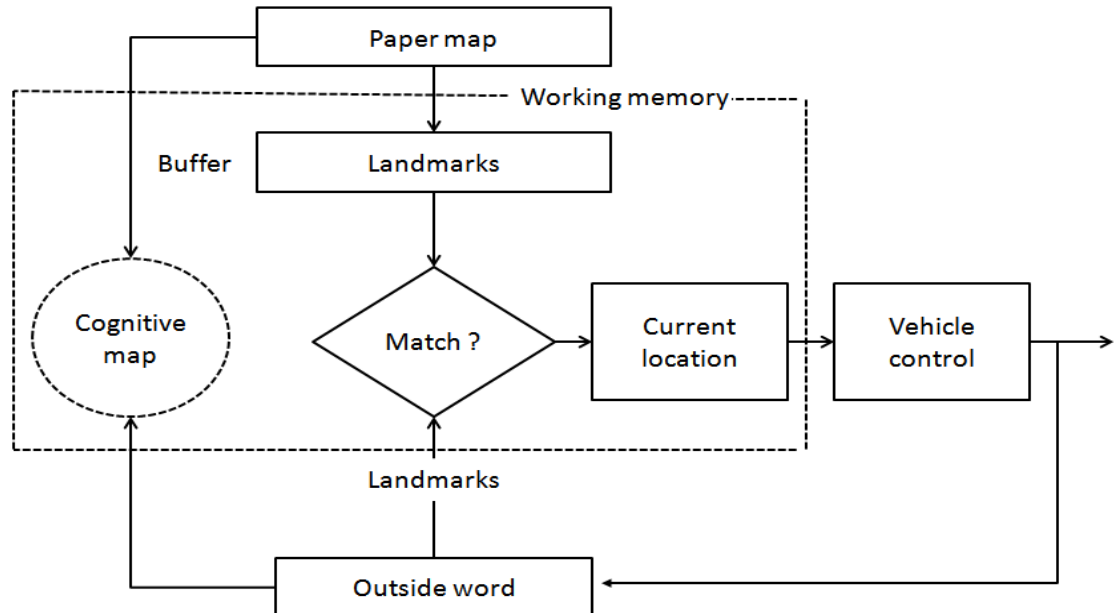 Paper map
Working memory
Buffer
Landmarks
Cognitive
map
Match ?
Current
location
Vehicle
control
Landmarks
Outside word